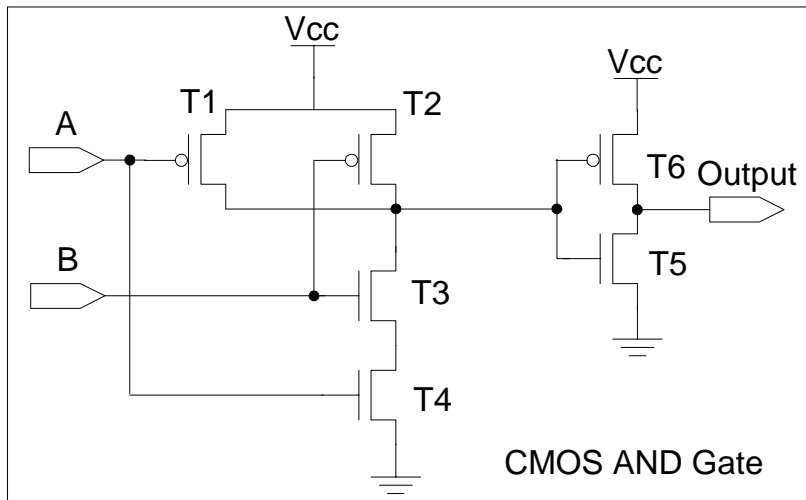 Vcc
Vcc
T1
T2
A
T6
Output
T5
B
T3
T4
CMOS AND Gate